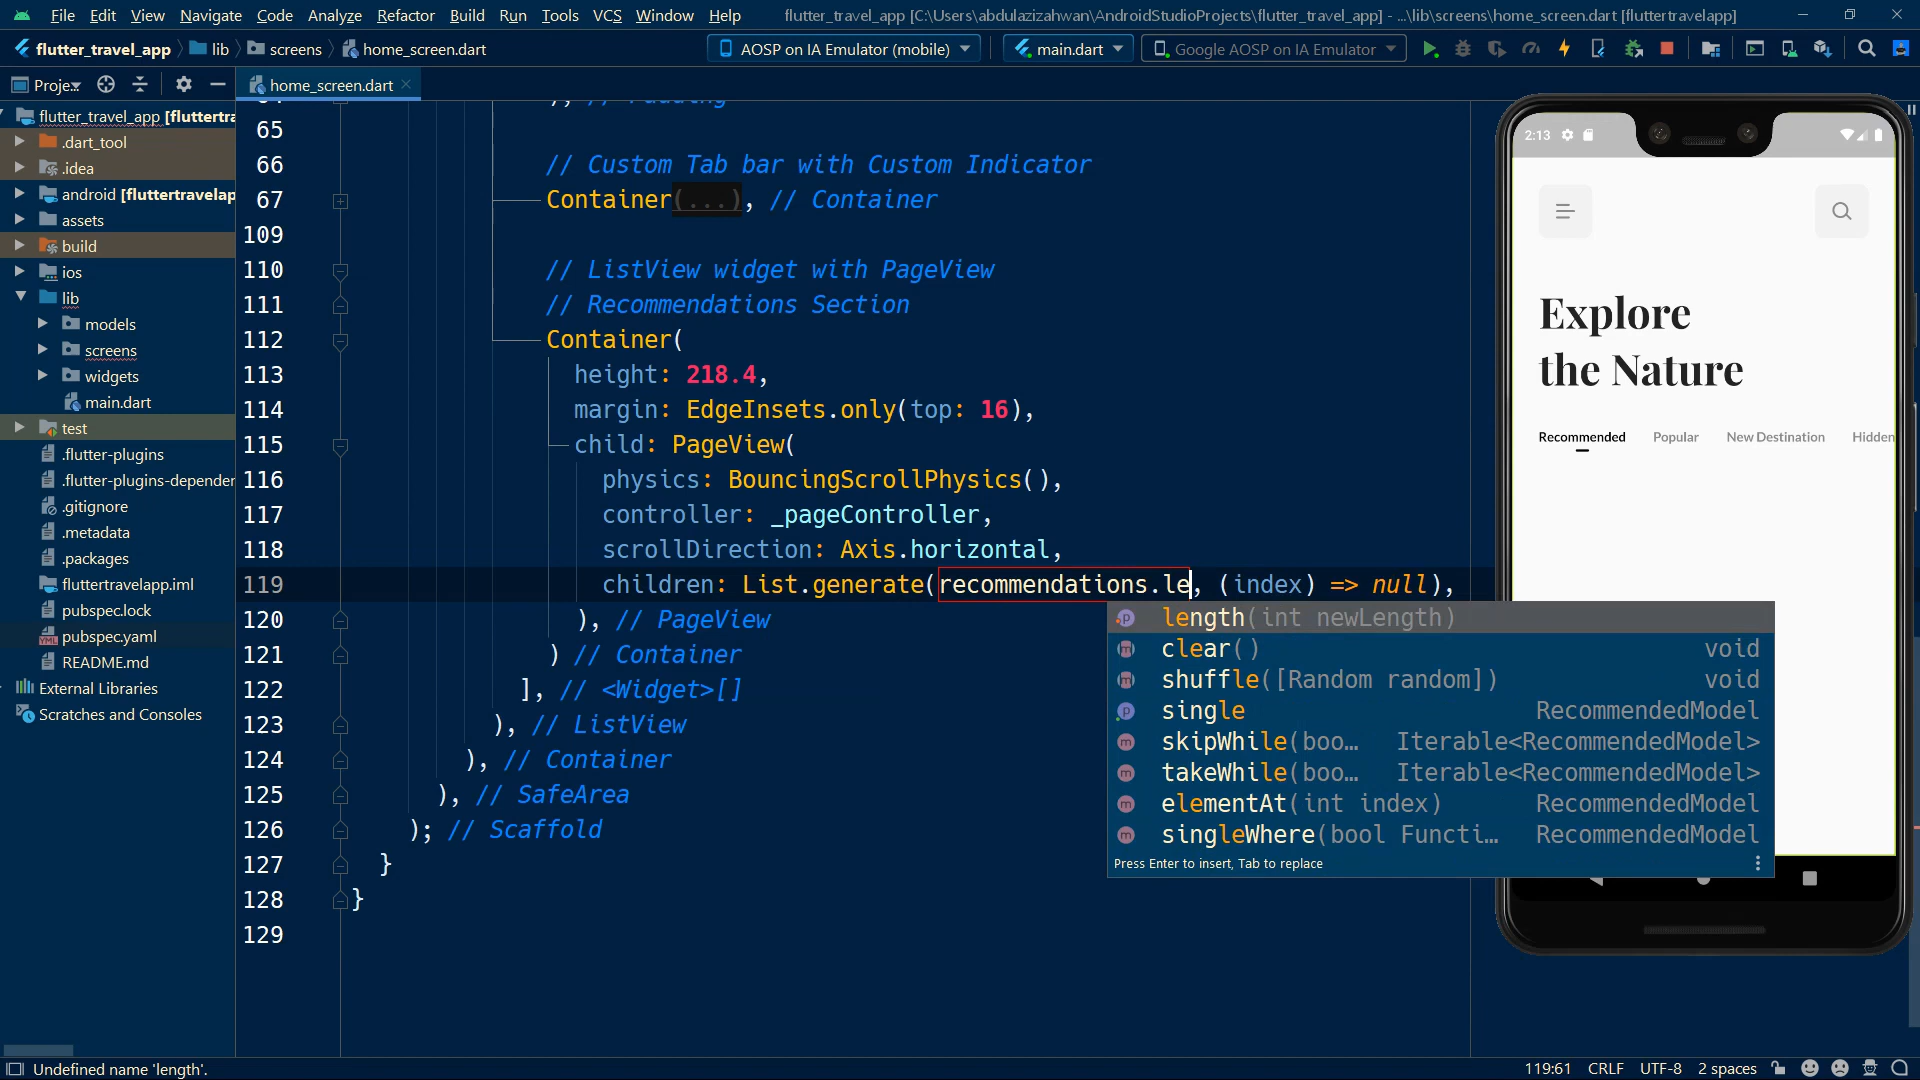 File Edit View Navigate Code Analyze Refactor Build Run Tools VCS Window Help flutter_travel_app [C:\Users\abdulazizahwan\AndroidStudioProjects\flutter_travel_app] - ...\lib\screens\home_screen.dart [fluttertravelapp]
flutter_travel_app lib screens home_screen.dart AOSP on IA Emulator (mobile) main.dart Google AOSP on IA Emulator
Proje home_screen.dart
flutter_travel_app [fluttertra
.dart_tool
.idea
android [fluttertravelap
assets
build
ios
lib
models
screens
widgets
main.dart
test
.flutter-plugins
.flutter-plugins-depender
.gitignore
.metadata
.packages
fluttertravelapp.iml
pubspec.lock
pubspec.yaml
README.md
External Libraries
Scratches and Consoles
65
66 // Custom Tab bar with Custom Indicator
67 Container(...), // Container
109
110 // ListView widget with PageView
111 // Recommendations Section
112 Container(
113 height: 218.4,
114 margin: EdgeInsets.only(top: 16),
115 child: PageView(
116 physics: BouncingScrollPhysics(),
117 controller: _pageController,
118 scrollDirection: Axis.horizontal,
119 children: List.generate(recommendations.le, (index) => null),
120 ), // PageView
121 ) // Container
122 ], // <Widget>[]
123 ), // ListView
124 ), // Container
125 ), // SafeArea
126 ); // Scaffold
127 }
128 }
129
length(int newLength)
clear() void
shuffle([Random random]) void
single RecommendedModel
skipWhile(boo… Iterable<RecommendedModel>
takeWhile(boo… Iterable<RecommendedModel>
elementAt(int index) RecommendedModel
singleWhere(bool Functi… RecommendedModel
Press Enter to insert, Tab to replace
2:13
Explore
the Nature
Recommended Popular New Destination Hidden
Undefined name 'length'. 119:61 CRLF UTF-8 2 spaces